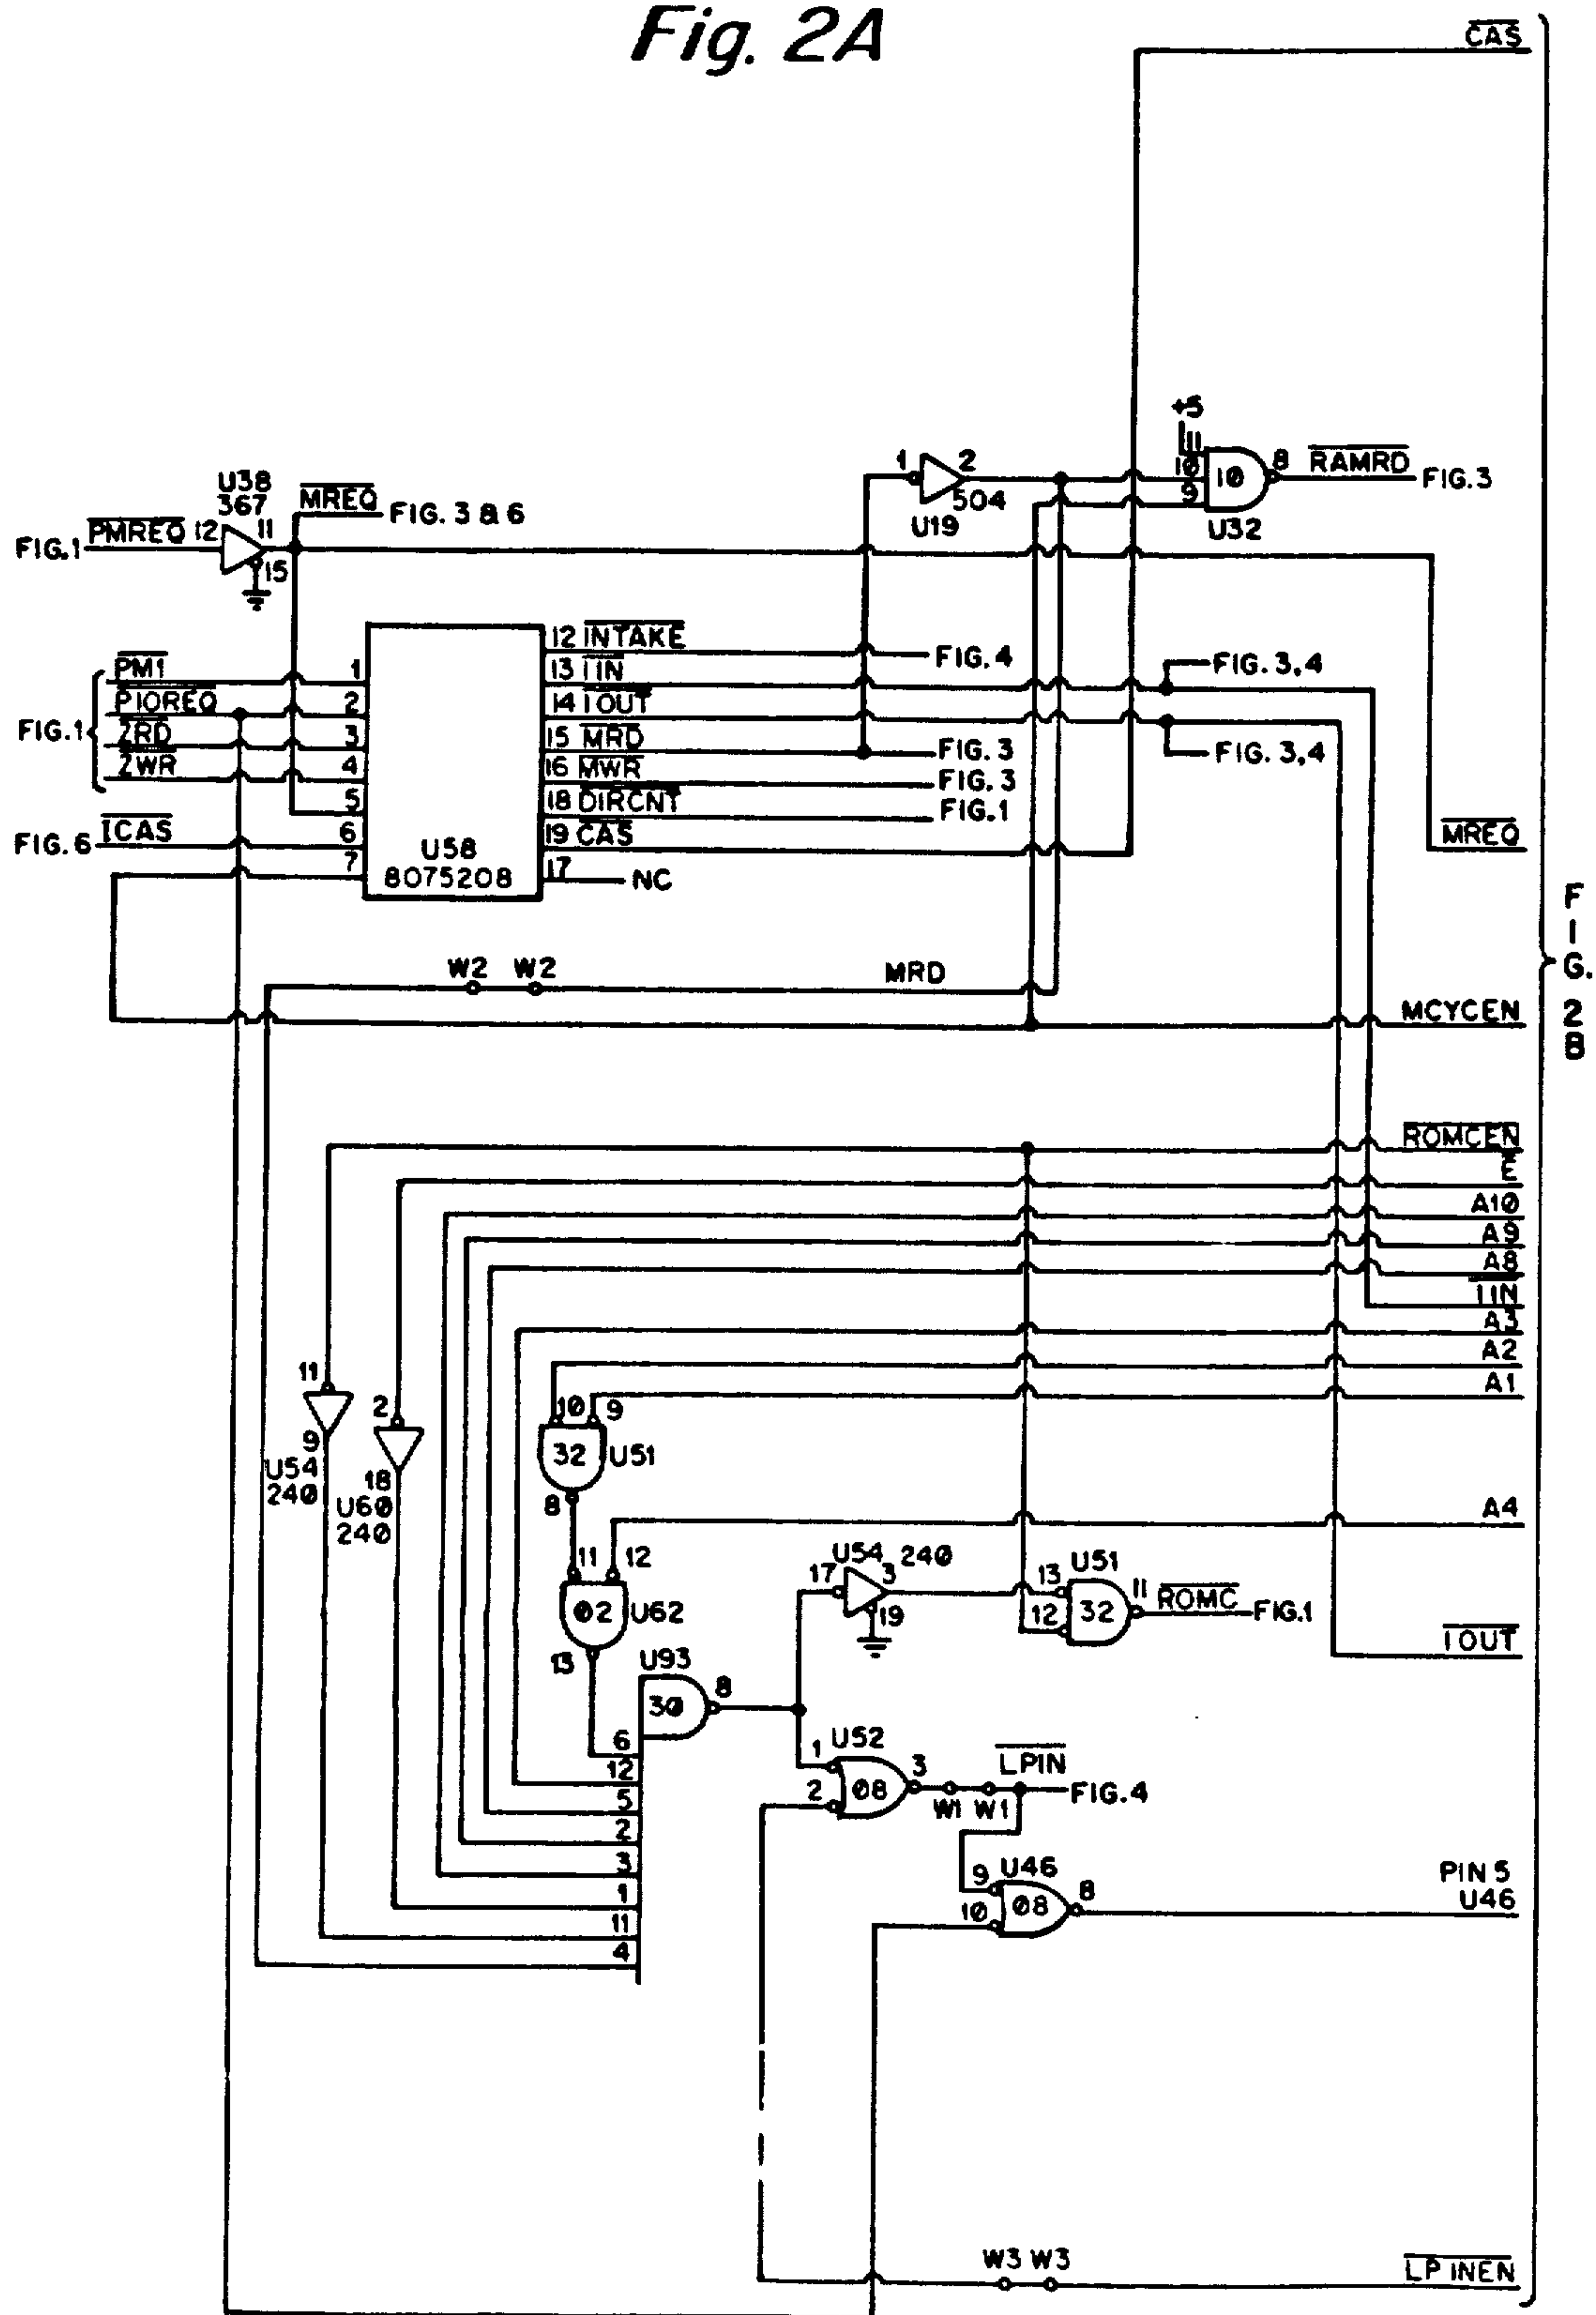 Fig. 2A
CAS
+5
11
U38
367
MREQ FIG. 3 & 6
1 2
504
U19
10
9
10
8 RAMRD FIG.3
U32
FIG.1 PMREQ 12
11
15
FIG.1
PM1 1
PIOREQ 2
ZRD 3
ZWR 4
5
FIG.6 ICAS 6
7
U58
8075208
12 INTAKE FIG.4
13 IIN FIG. 3,4
14 IOUT FIG. 3,4
15 MRD FIG. 3
16 MWR FIG. 3
18 DIRCNT FIG.1
19 CAS
17 NC
MREQ
W2 W2 MRD
MCYCEN
FIG. 2B
ROMCEN
E
A10
A9
A8
IIN
A3
A2
A1
11
9
U54
240
2
18
U60
240
10 9
32 U51
8
A4
11 12
02 U62
13
17 U54 240
3
19
U51
13
12
32
11 ROMC FIG.1
IOUT
U93
30
8
6
12
5
2
3
1
11
4
U52
1
2
08
3
LPIN
W1 W1
FIG.4
9 U46
10
08
8
PIN 5
U46
W3 W3
LPINEN